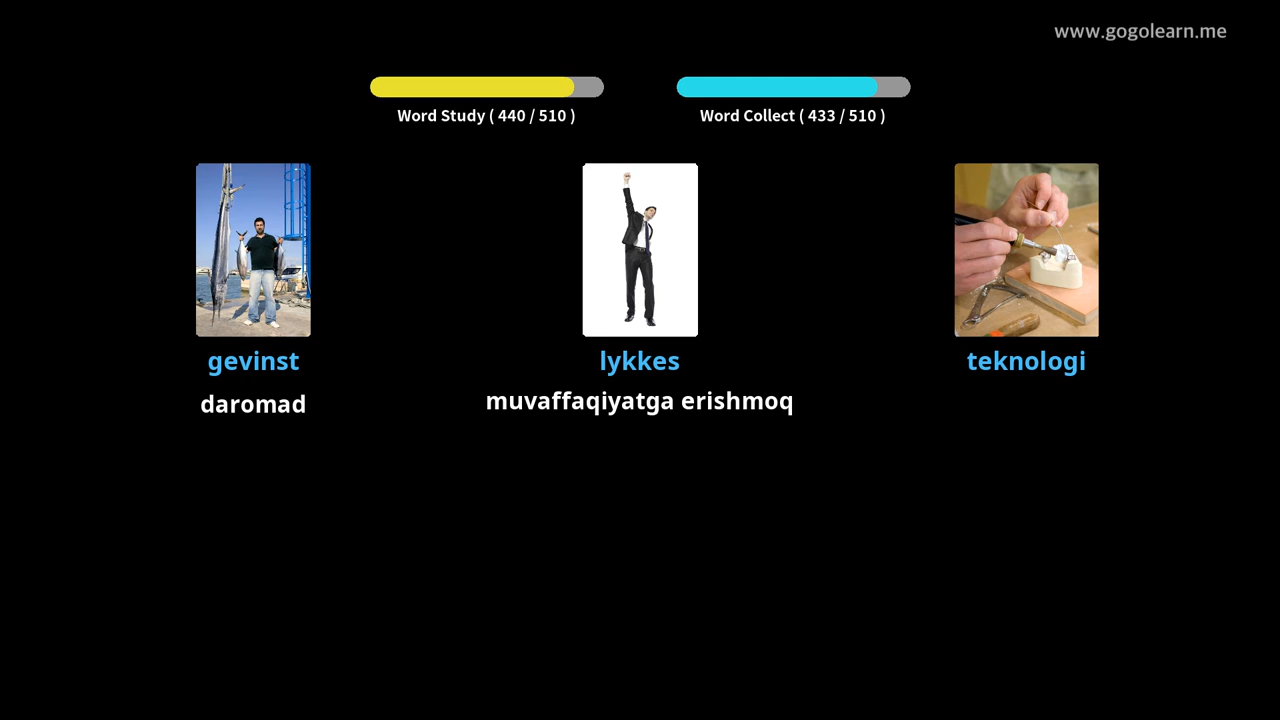 www.gogolearn.me
Word Study ( 440 / 510 )
Word Collect ( 433 / 510 )
gevinst
lykkes
teknologi
daromad
muvaffaqiyatga erishmoq